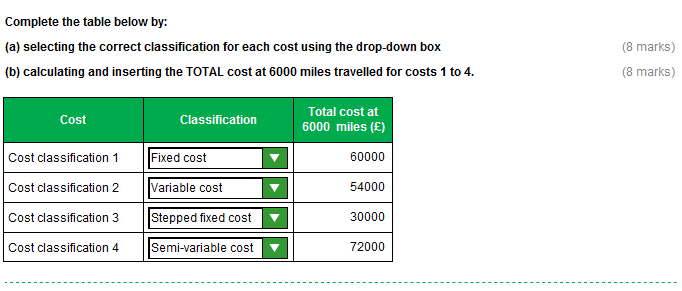 Complete the table below by:
(a) selecting the correct classification for each cost using the drop-down box (8 marks)
(b) calculating and inserting the TOTAL cost at 6000 miles travelled for costs 1 to 4. (8 marks)
Cost Classification Total cost at
6000 miles (£)
Cost classification 1 Fixed cost 60000
Cost classification 2 Variable cost 54000
Cost classification 3 Stepped fixed cost 30000
Cost classification 4 Semi-variable cost 72000